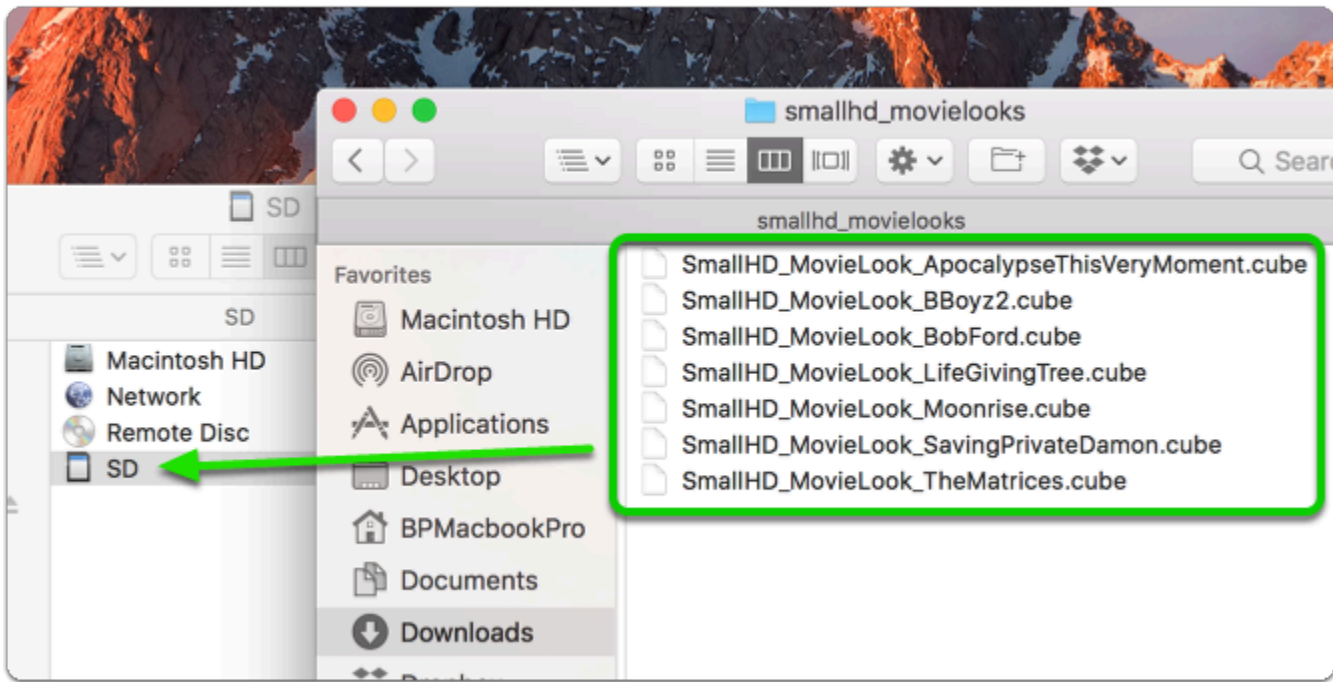 smallhd_movielooks
Sear
SD
smallhd_movielooks
SD
Macintosh HD
Network
Remote Disc
SD
Favorites
Macintosh HD
AirDrop
Applications
Desktop
BPMacbookPro
Documents
Downloads
SmallHD_MovieLook_ApocalypseThisVeryMoment.cube
SmallHD_MovieLook_BBoyz2.cube
SmallHD_MovieLook_BobFord.cube
SmallHD_MovieLook_LifeGivingTree.cube
SmallHD_MovieLook_Moonrise.cube
SmallHD_MovieLook_SavingPrivateDamon.cube
SmallHD_MovieLook_TheMatrices.cube